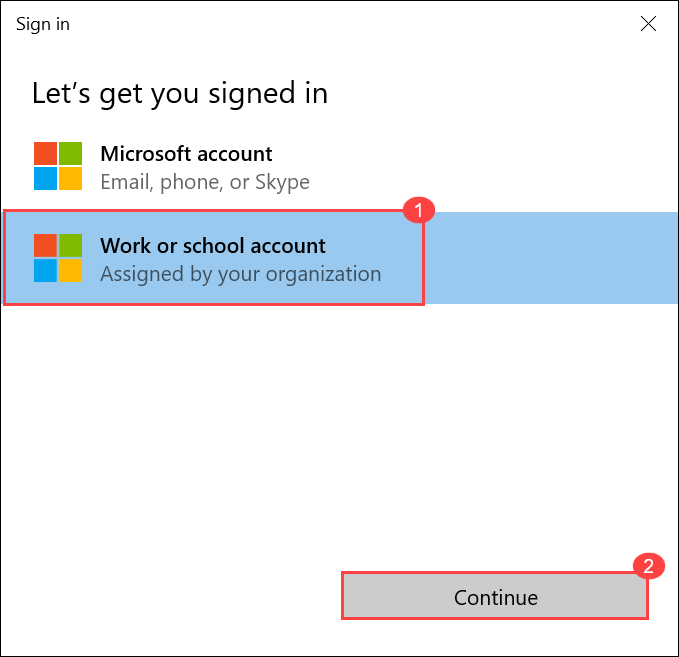 Sign in
Let’s get you signed in
Microsoft account
Email, phone, or Skype
1
Work or school account
Assigned by your organization
2
Continue